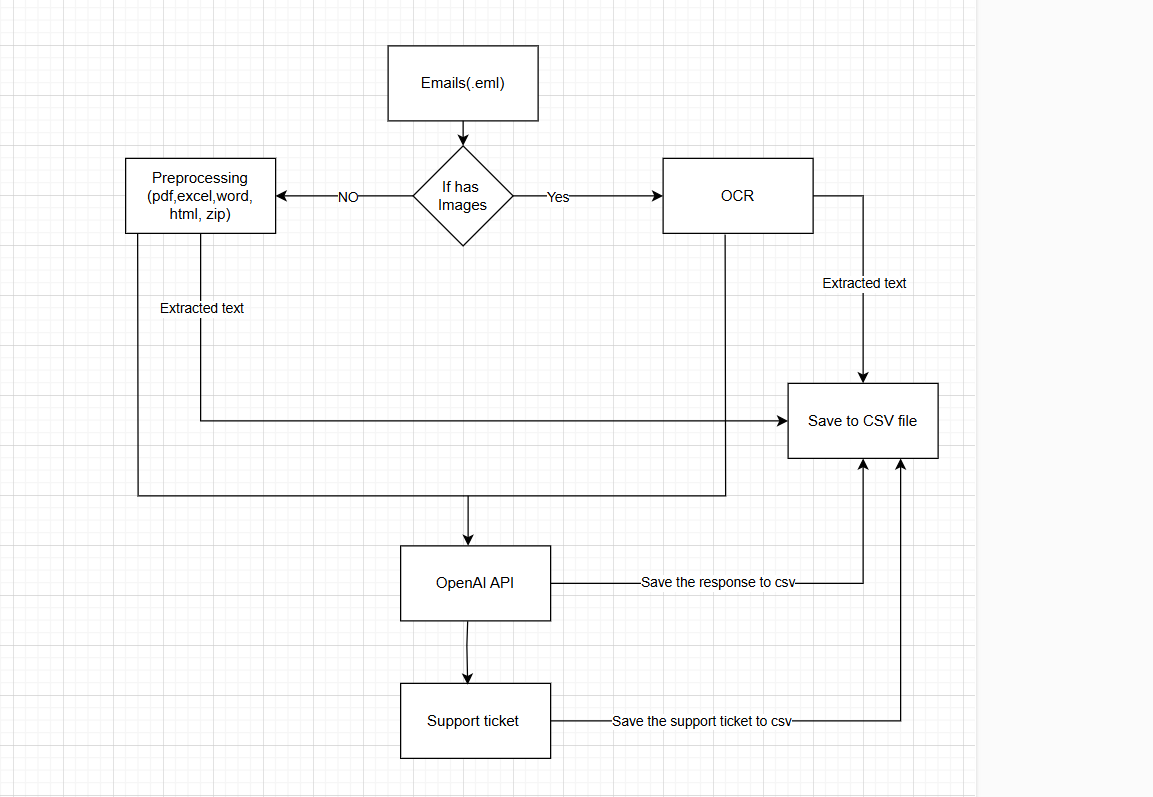 Emails(.eml)
Preprocessing
(pdf,excel,word,
html, zip)
NO
If has
Images
Yes
OCR
Extracted text
Extracted text
Save to CSV file
OpenAI API
Save the response to csv
Support ticket
Save the support ticket to csv